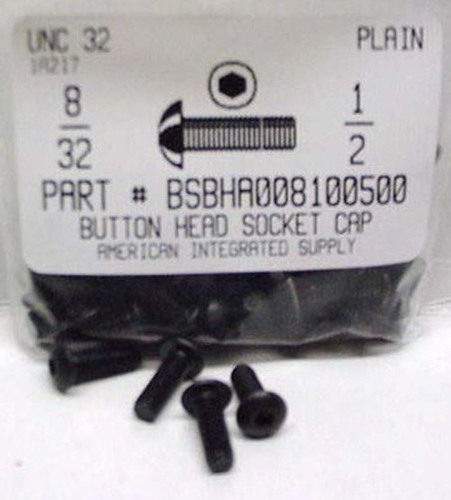 UNC 32 PLAIN
1A217
8
32
1
2
PART # BSBHA008100500
BUTTON HEAD SOCKET CAP
AMERICAN INTEGRATED SUPPLY